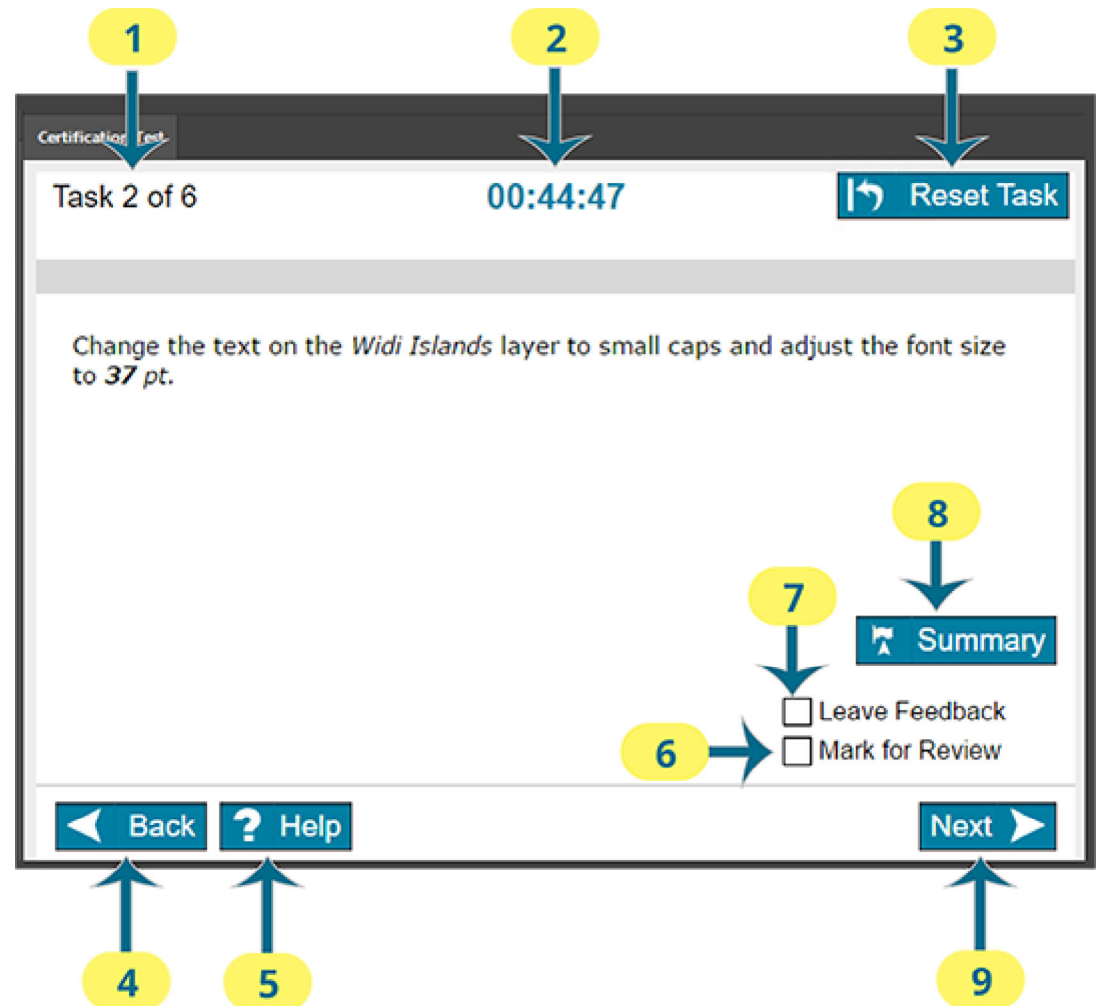 1
2
3
Certification Test
Task 2 of 6
00:44:47
Reset Task
Change the text on the Widi Islands layer to small caps and adjust the font size
to 37 pt.
8
7
Summary
Leave Feedback
6
Mark for Review
Back
? Help
Next
4
5
9